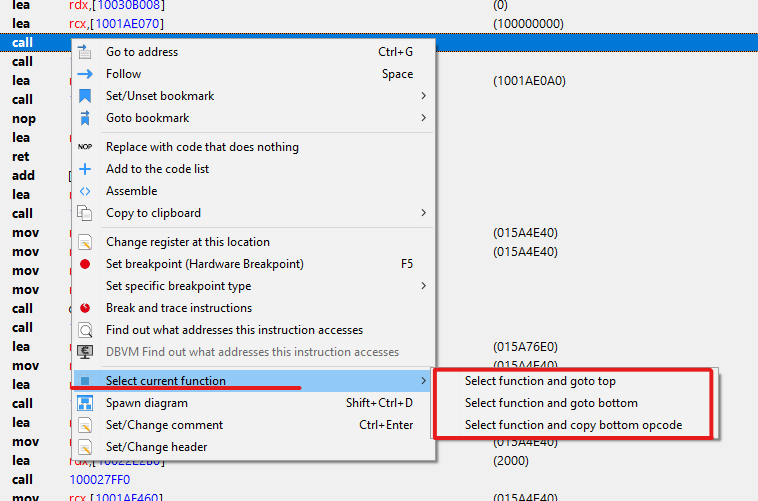 lea rdx,[10030B008] (0)
lea rcx,[1001AE070] (100000000)
call
call
lea (1001AE0A0)
call
nop
lea
ret
add [
lea
call
mov (015A4E40)
mov (015A4E40)
mov
mov
call
call
lea (015A76E0)
mov (015A4E40)
lea
call
lea
mov (015A4E40)
lea rdx,[10022E2B0] (2000)
call 100027FF0
mov rcx,[1001AF460] (015A4E40)
Go to address Ctrl+G
Follow Space
Set/Unset bookmark
Goto bookmark
NOP Replace with code that does nothing
Add to the code list
Assemble
Copy to clipboard
Change register at this location
Set breakpoint (Hardware Breakpoint) F5
Set specific breakpoint type
Break and trace instructions
Find out what addresses this instruction accesses
DBVM Find out what addresses this instruction accesses
Select current function
Spawn diagram Shift+Ctrl+D
Set/Change comment Ctrl+Enter
Set/Change header
Select function and goto top
Select function and goto bottom
Select function and copy bottom opcode